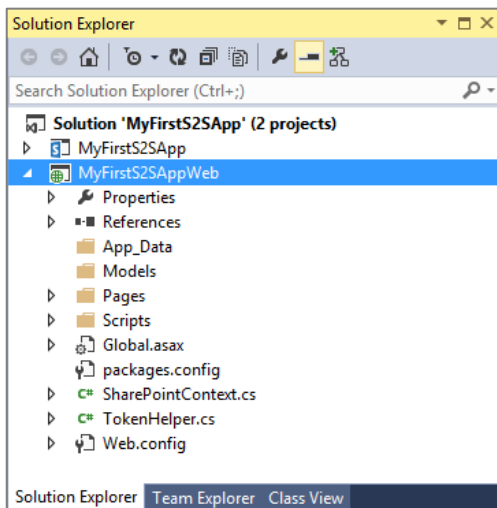 Solution Explorer
Search Solution Explorer (Ctrl+;)
Solution 'MyFirstS2SApp' (2 projects)
MyFirstS2SApp
MyFirstS2SAppWeb
Properties
References
App_Data
Models
Pages
Scripts
Global.asax
packages.config
C# SharePointContext.cs
C# TokenHelper.cs
Web.config
Solution Explorer Team Explorer Class View